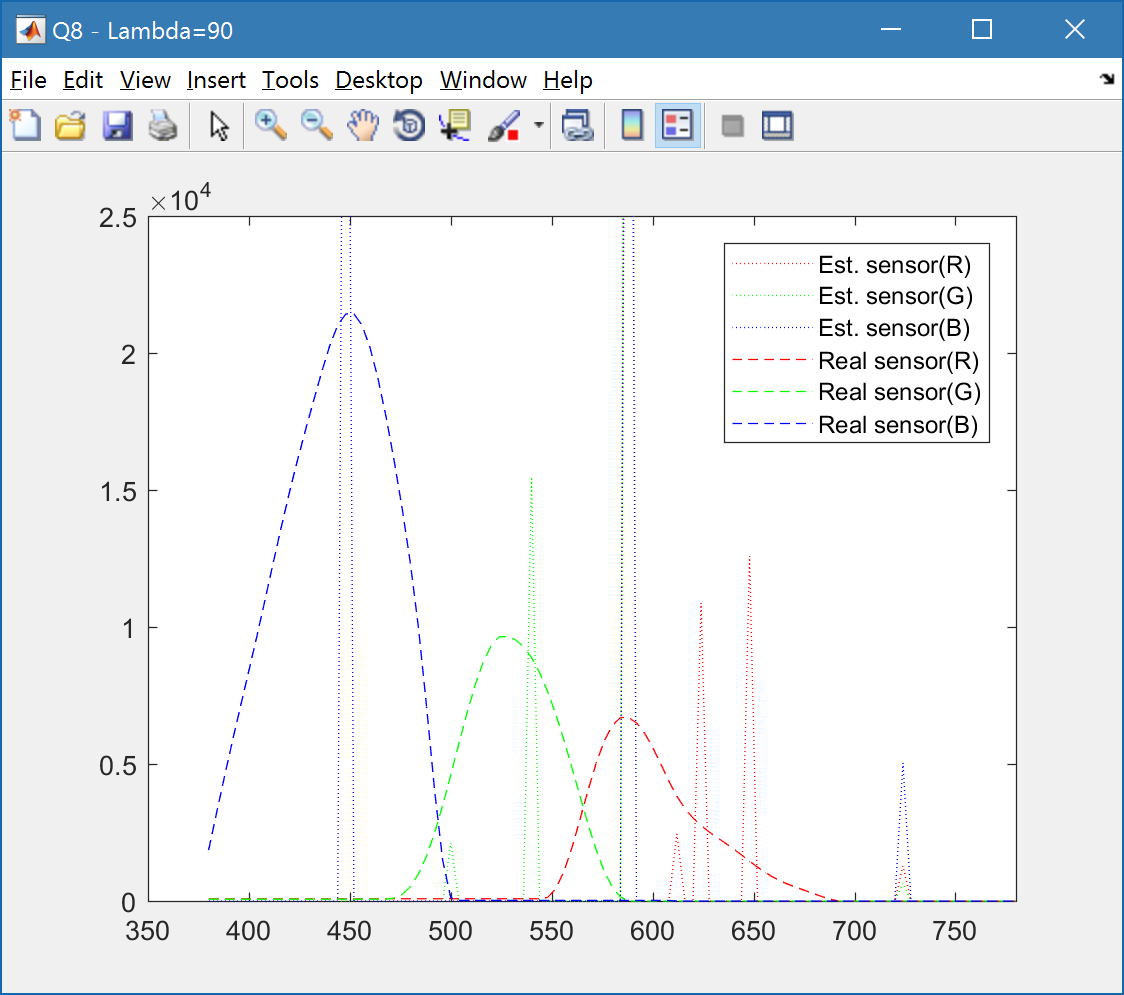 Q8 - Lambda=90
File Edit View Insert Tools Desktop Window Help
×10⁴
2.5
2
1.5
1
0.5
0
350 400 450 500 550 600 650 700 750
Est. sensor(R)
Est. sensor(G)
Est. sensor(B)
Real sensor(R)
Real sensor(G)
Real sensor(B)